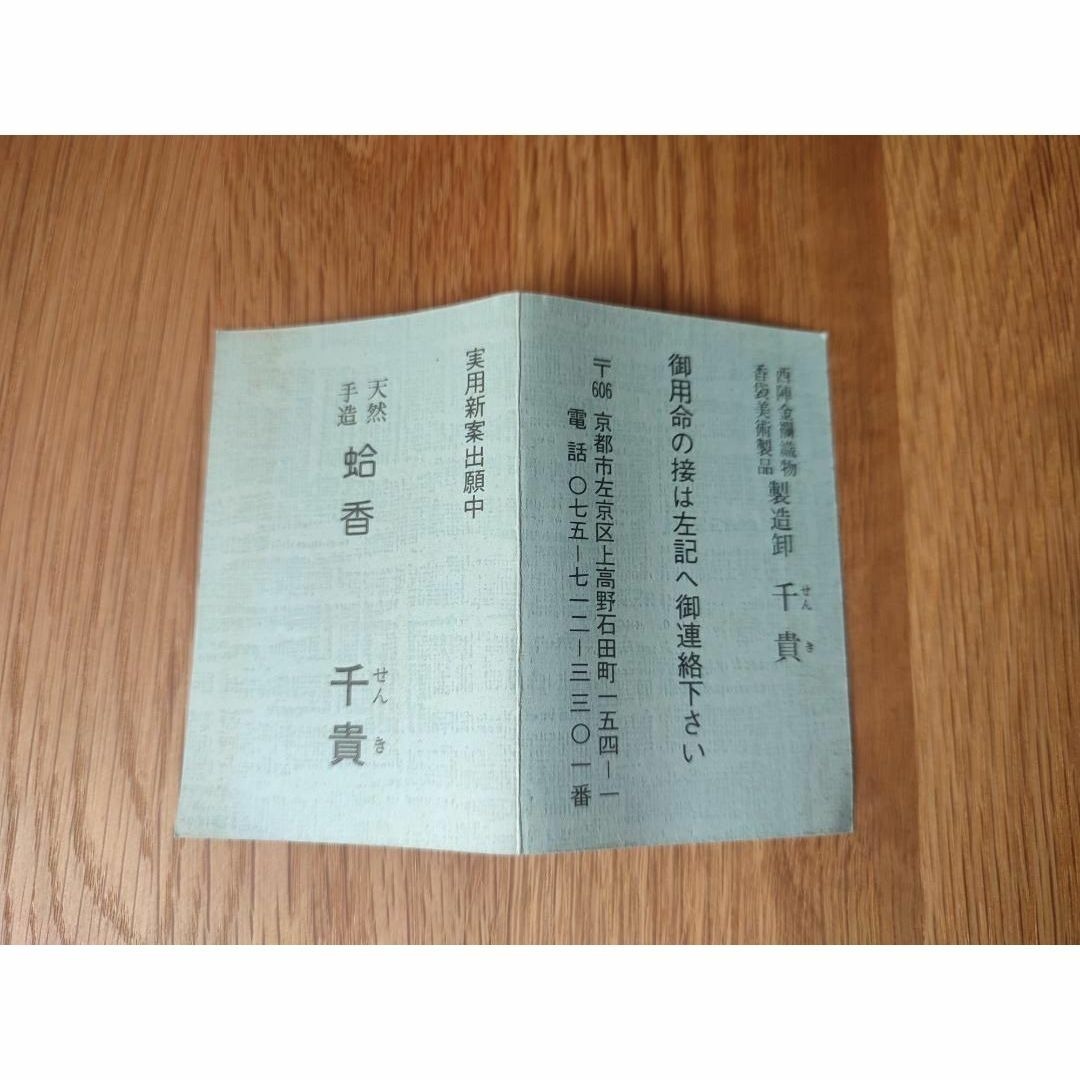 西陣金襴織物
香袋美術製品
製造卸 千貴
せんき
御用命の接は左記へ御連絡下さい
〒606 京都市左京区上高野石田町一五四ー一
電話 〇七五ー七一二ー三三〇一番
実用新案出願中
天然
手造
蛤香 千貴
せんき